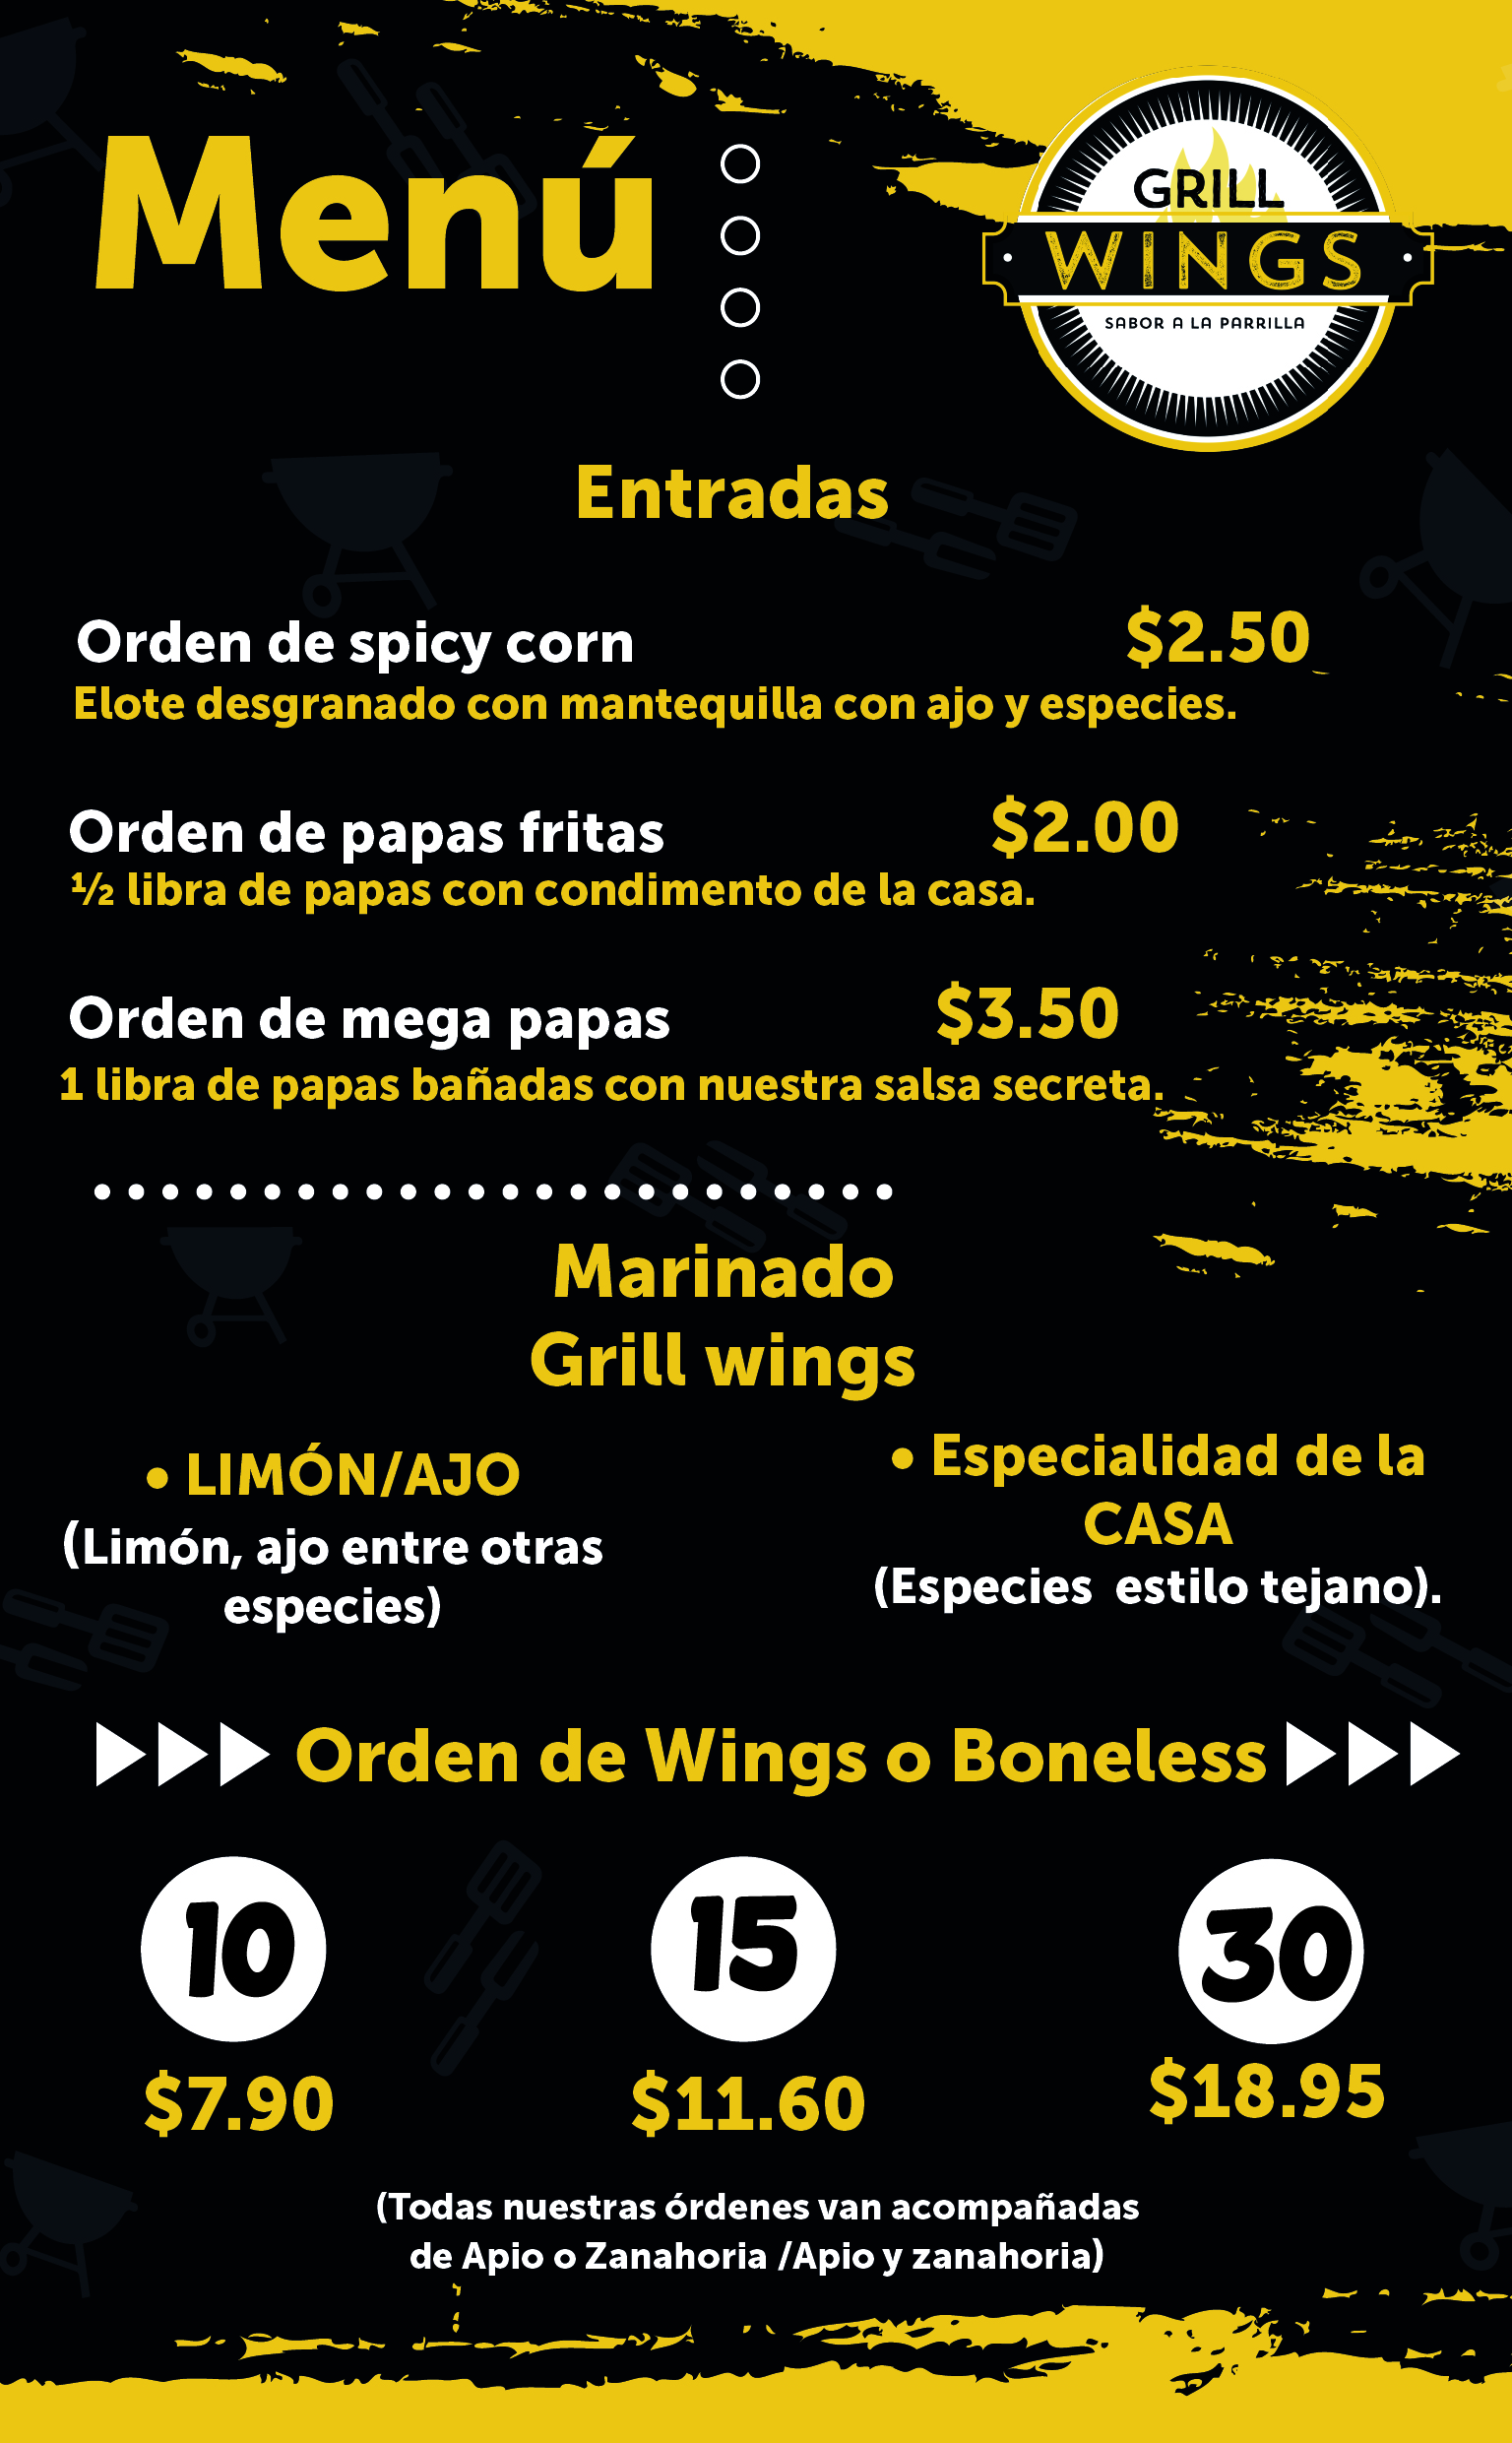 Menú
GRILL
WINGS
SABOR A LA PARRILLA
Entradas
Orden de spicy corn $2.50
Elote desgranado con mantequilla con ajo y especies.
Orden de papas fritas $2.00
½ libra de papas con condimento de la casa.
Orden de mega papas $3.50
1 libra de papas bañadas con nuestra salsa secreta.
Marinado
Grill wings
• LIMÓN/AJO
(Limón, ajo entre otras
especies)
• Especialidad de la
CASA
(Especies estilo tejano).
Orden de Wings o Boneless
10 15 30
$7.90 $11.60 $18.95
(Todas nuestras órdenes van acompañadas
de Apio o Zanahoria /Apio y zanahoria)